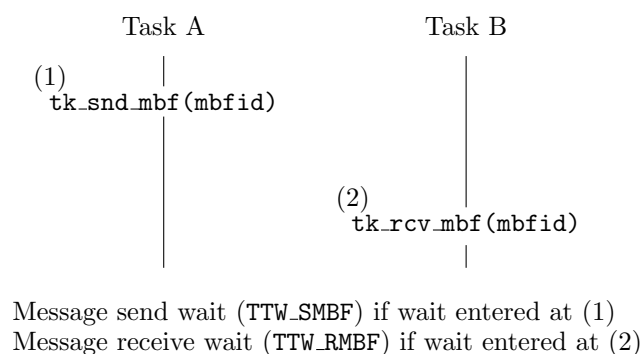 Task A Task B
(1)
tk_snd_mbf(mbfid)
(2)
tk_rcv_mbf(mbfid)
Message send wait (TTW_SMBF) if wait entered at (1)
Message receive wait (TTW_RMBF) if wait entered at (2)